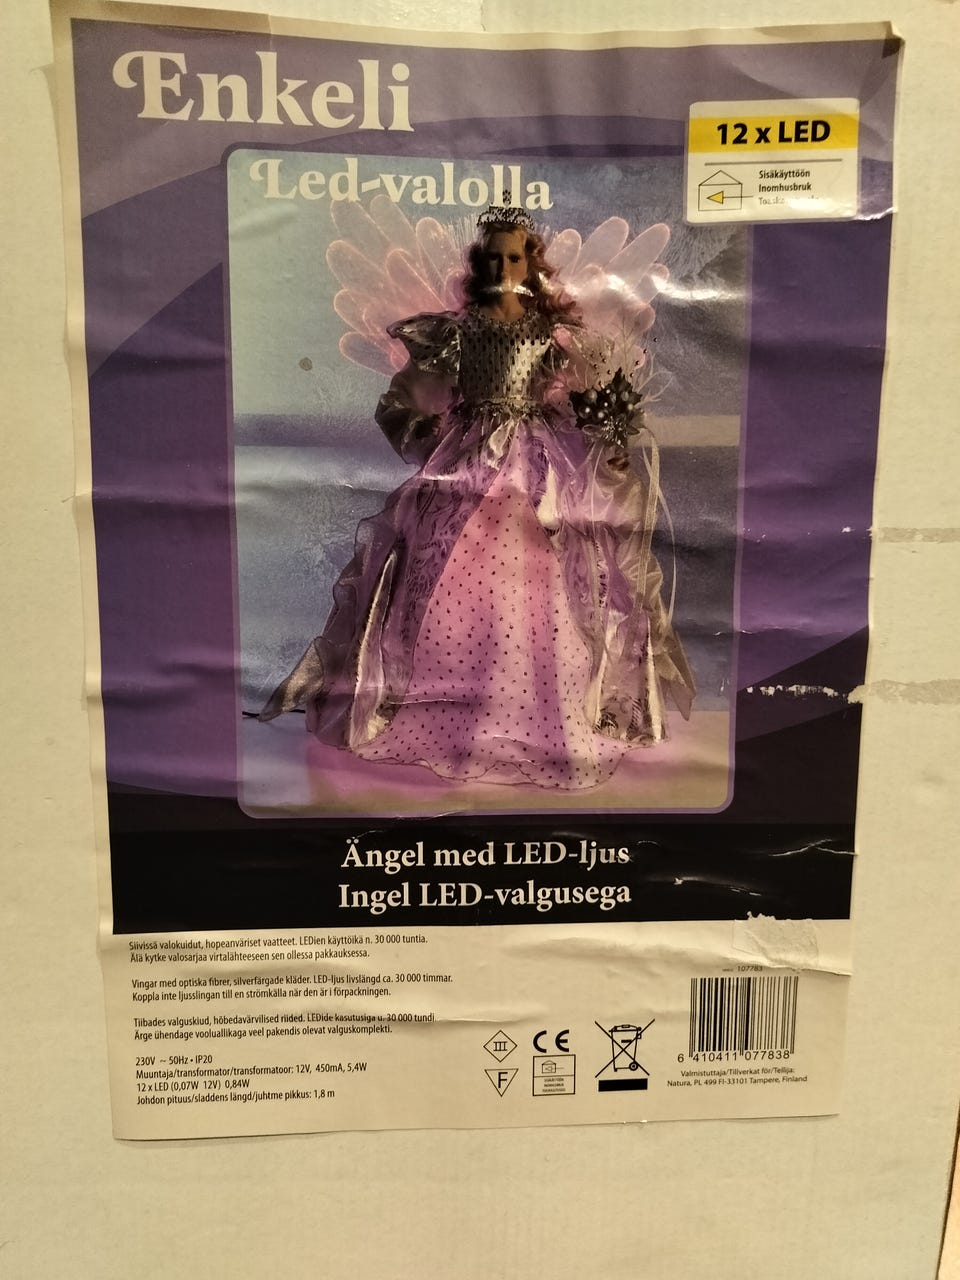 Enkeli
Led-valolla
12 x LED
Sisäkäyttöön
Inomhusbruk
Ängel med LED-ljus
Ingel LED-valgusega
Siivissä valokuidut, hopeanväriset vaatteet. LEDien käyttöikä n. 30 000 tuntia.
Älä kytke valosarjaa virtalähteeseen sen ollessa pakkauksessa.
Vingar med optiska fibrer, silverfärgade kläder. LED-ljus livslängd ca. 30 000 timmar.
Koppla inte ljusslingan till en strömkälla när den är i förpackningen.
Tiibades valguskiud, hõbedavärvilised riided. LEDide kasutusiga u. 30 000 tundi
Ärge ühendage vooluallikaga veel pakendis olevat valguskomplekti.
230V ~ 50Hz • IP20
Muuntaja/transformator/transformatoor: 12V, 450mA, 5,4W
12 x LED (0,07W 12V) 0,84W
Johdon pituus/sladdens längd/juhtme pikkus: 1,8 m
III
F
CE
107783
6 410411 077838
Valmistuttaja/Tillverkat för/Tellija:
Natura, PL 499 FI-33101 Tampere, Finland